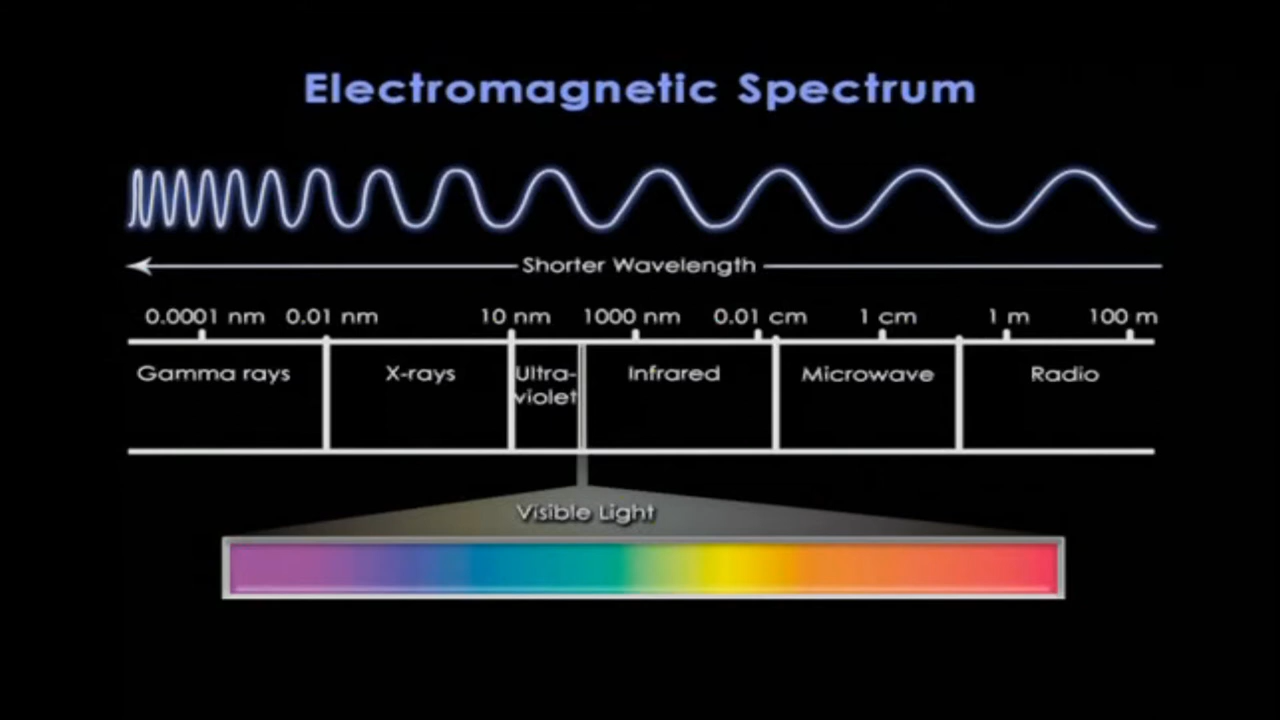 Electromagnetic Spectrum
Shorter Wavelength
0.0001 nm 0.01 nm 10 nm 1000 nm 0.01 cm 1 cm 1 m 100 m
Gamma rays X-rays Ultra- Infrared Microwave Radio
violet
Visible Light